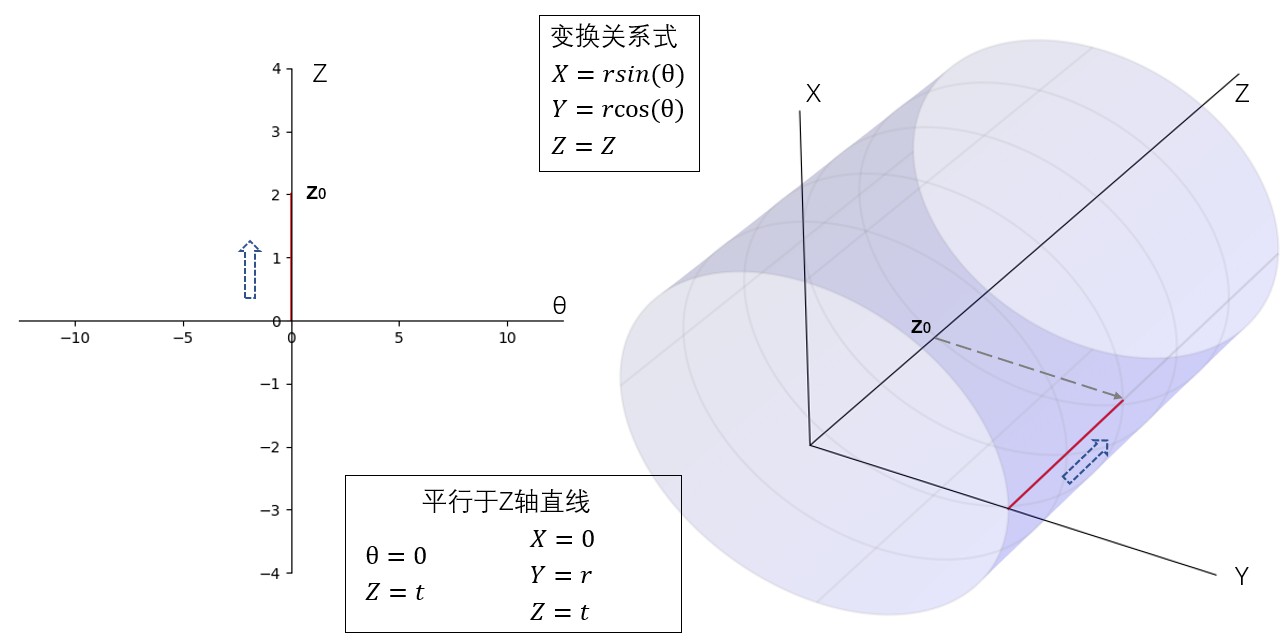 变换关系式
X = rsin(θ)
Y = rcos(θ)
Z = Z
Z
4
3
2
z₀
1
0
θ
−10
−5
0
5
10
−1
−2
−3
−4
X
Z
z₀
Y
平行于Z轴直线
θ = 0
Z = t
X = 0
Y = r
Z = t